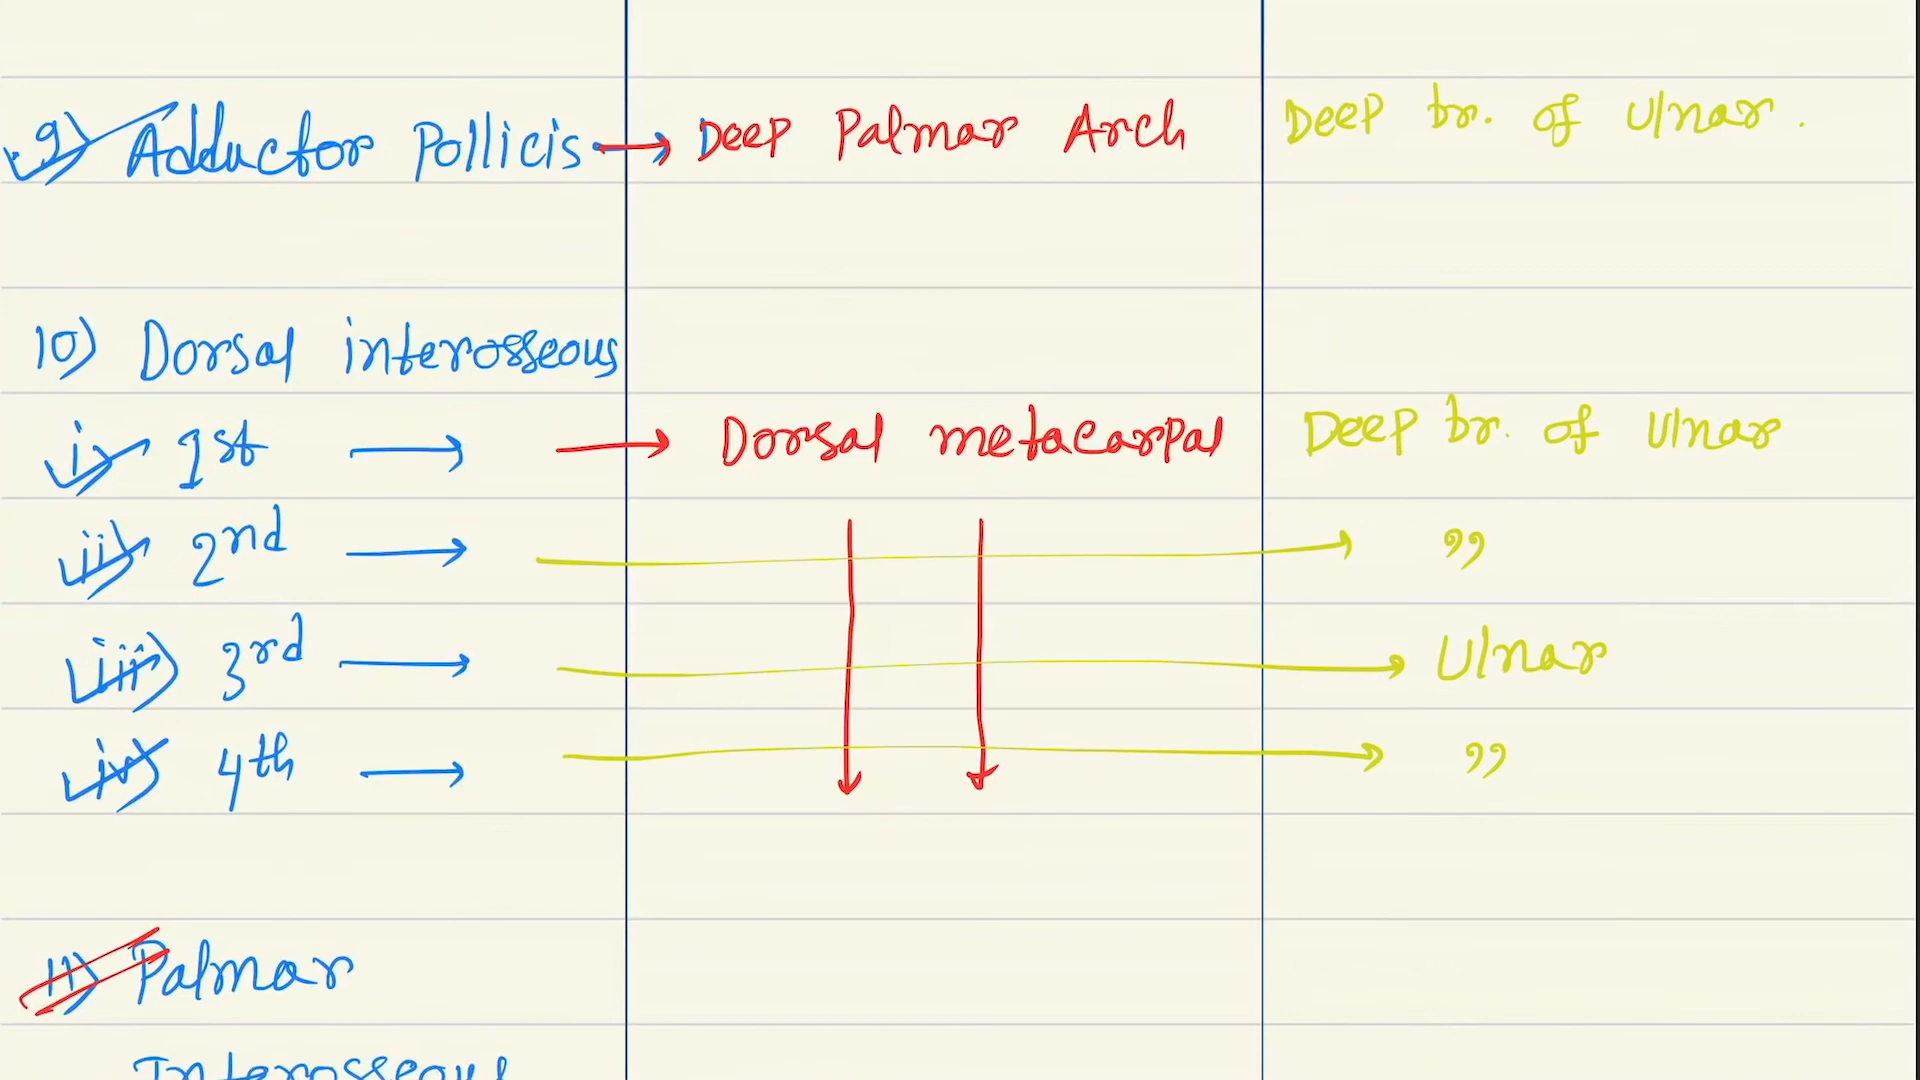 9) Adductor Pollicis → Deep Palmar Arch Deep br. of Ulnar.
10) Dorsal interosseous
i) 1st → → Dorsal metacarpal Deep br. of Ulnar
ii) 2nd → → ,,
iii) 3rd → → Ulnar
iv) 4th → → ,,
11) Palmar
Interosseous